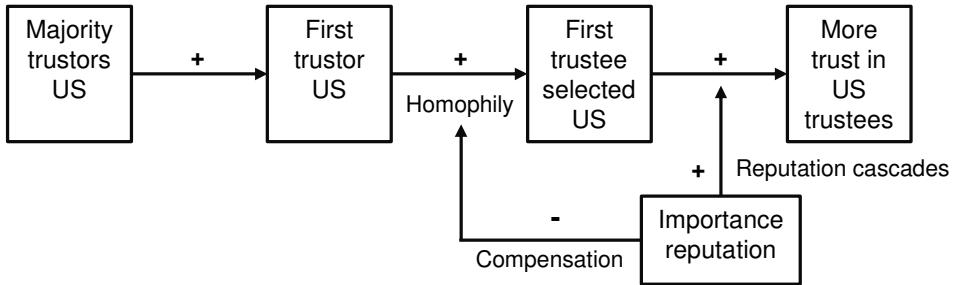 Majority
trustors
US
+
First
trustor
US
+
Homophily
First
trustee
selected
US
+
More
trust in
US
trustees
+
Reputation cascades
-
Compensation
Importance
reputation